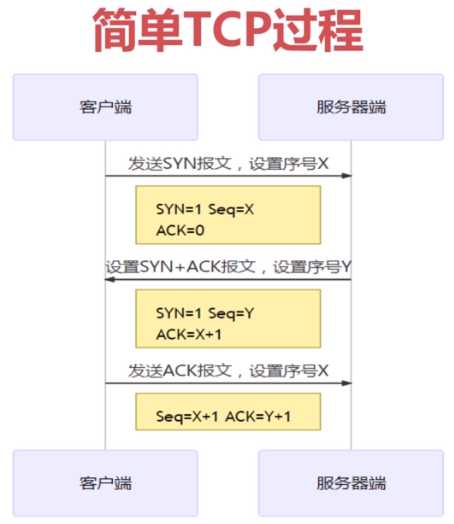 简单TCP过程
客户端 服务器端
发送SYN报文，设置序号X
SYN=1 Seq=X
ACK=0
设置SYN+ACK报文，设置序号Y
SYN=1 Seq=Y
ACK=X+1
发送ACK报文，设置序号X
Seq=X+1 ACK=Y+1
客户端 服务器端